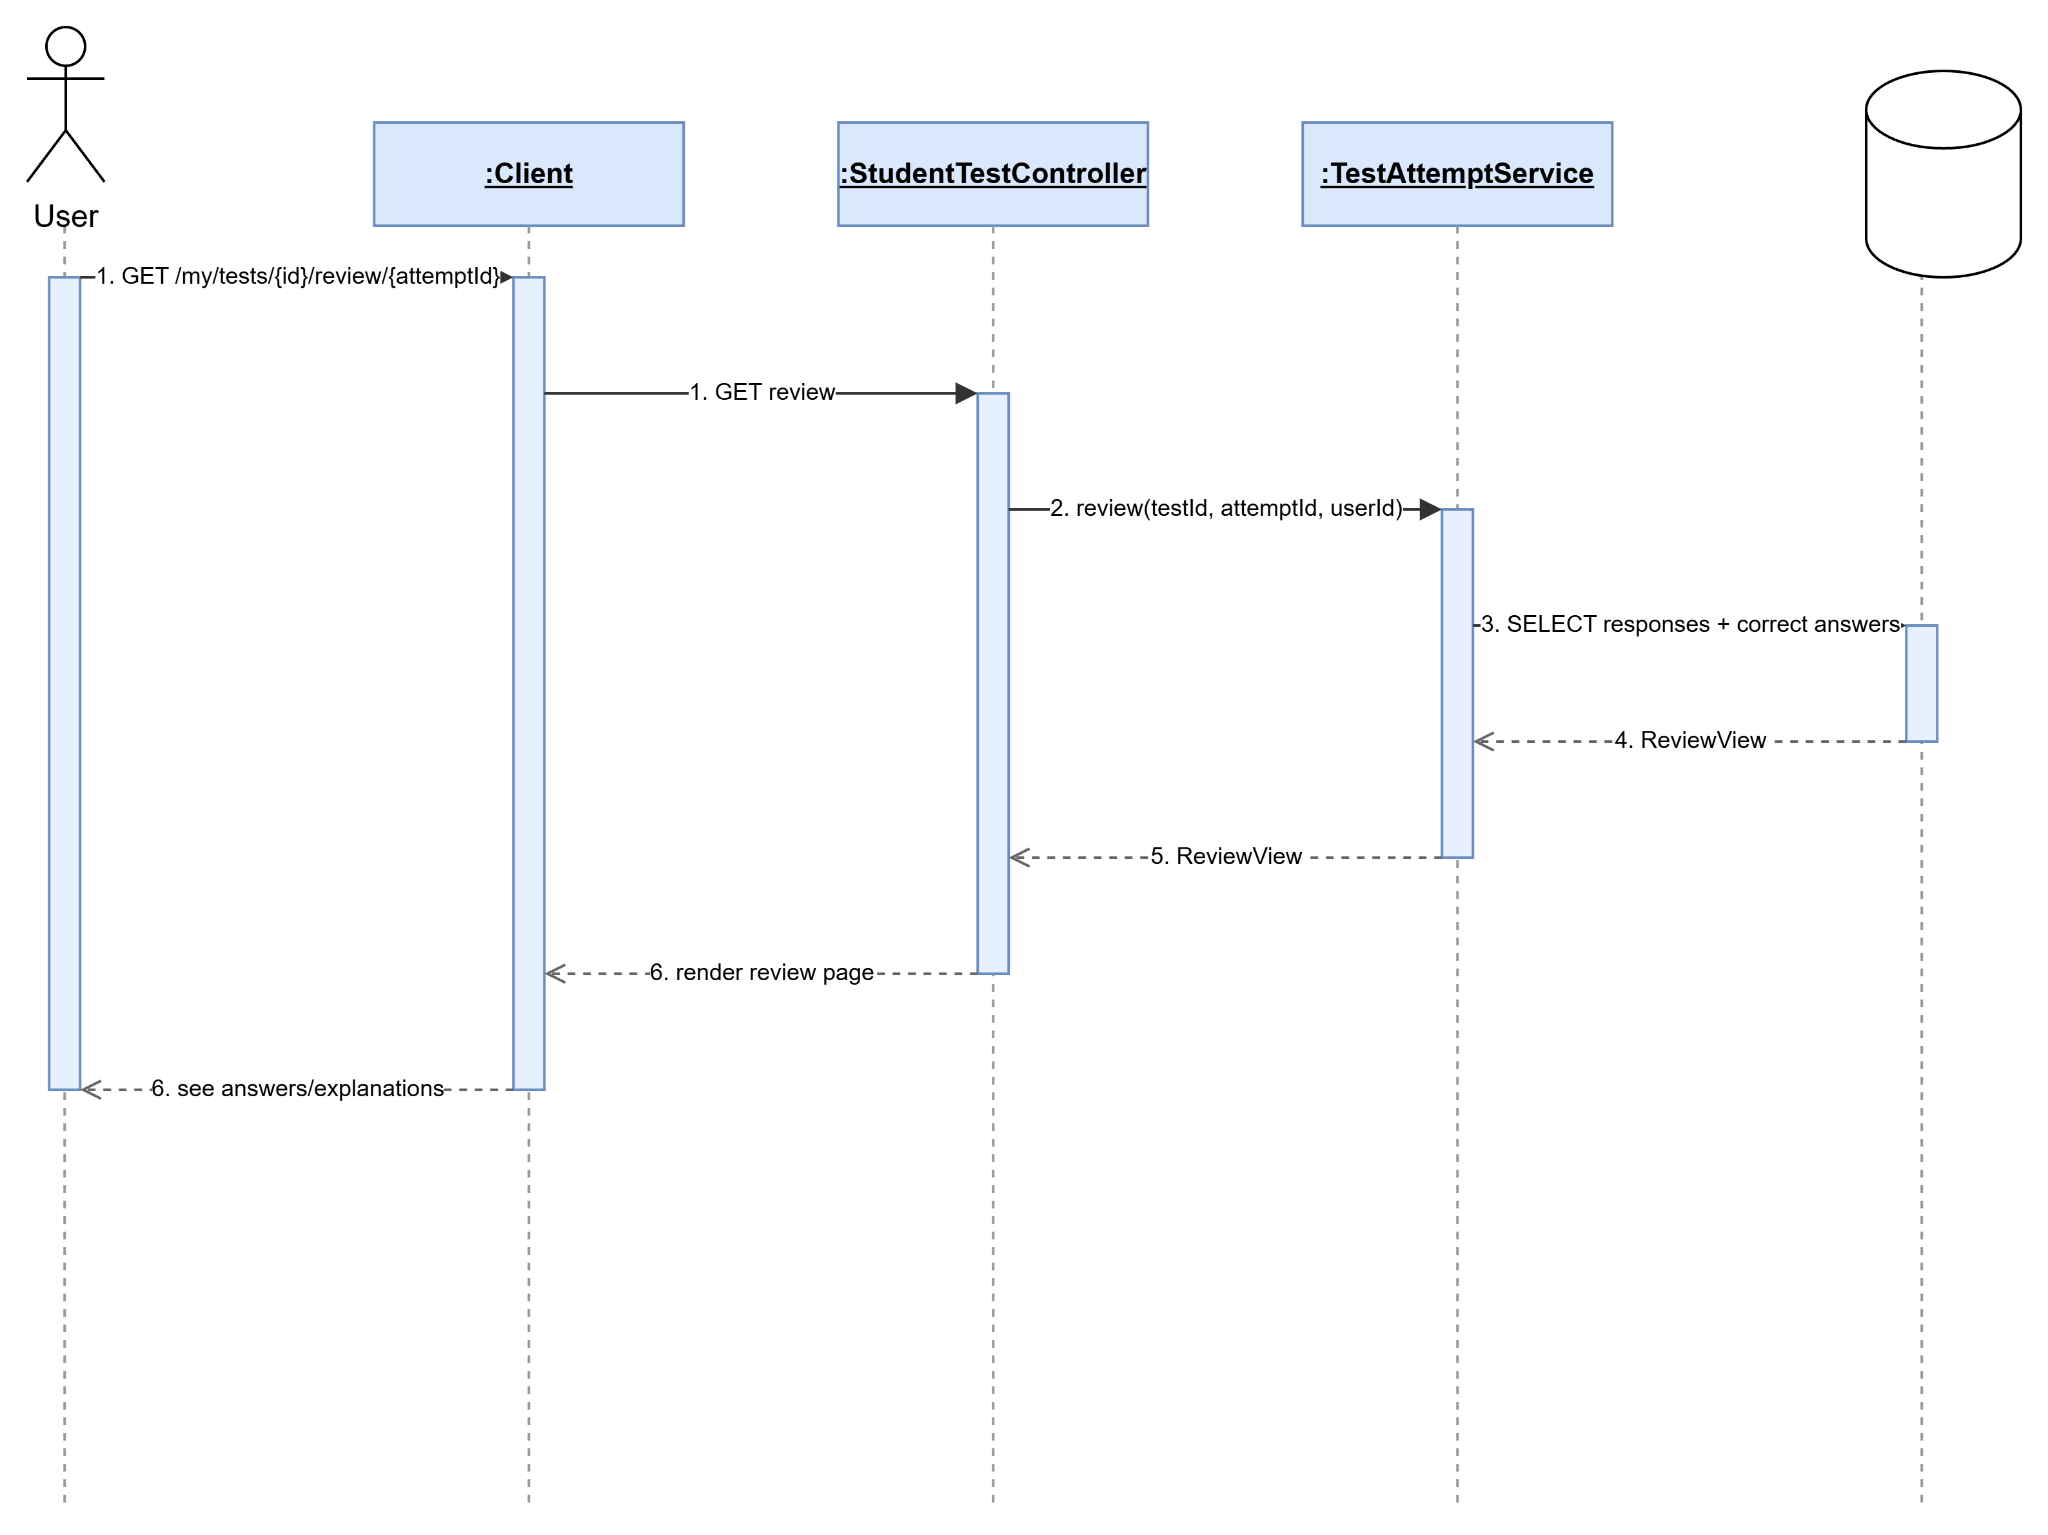 User
:Client
:StudentTestController
:TestAttemptService
1. GET /my/tests/{id}/review/{attemptId}
1. GET review
2. review(testId, attemptId, userId)
3. SELECT responses + correct answers
4. ReviewView
5. ReviewView
6. render review page
6. see answers/explanations